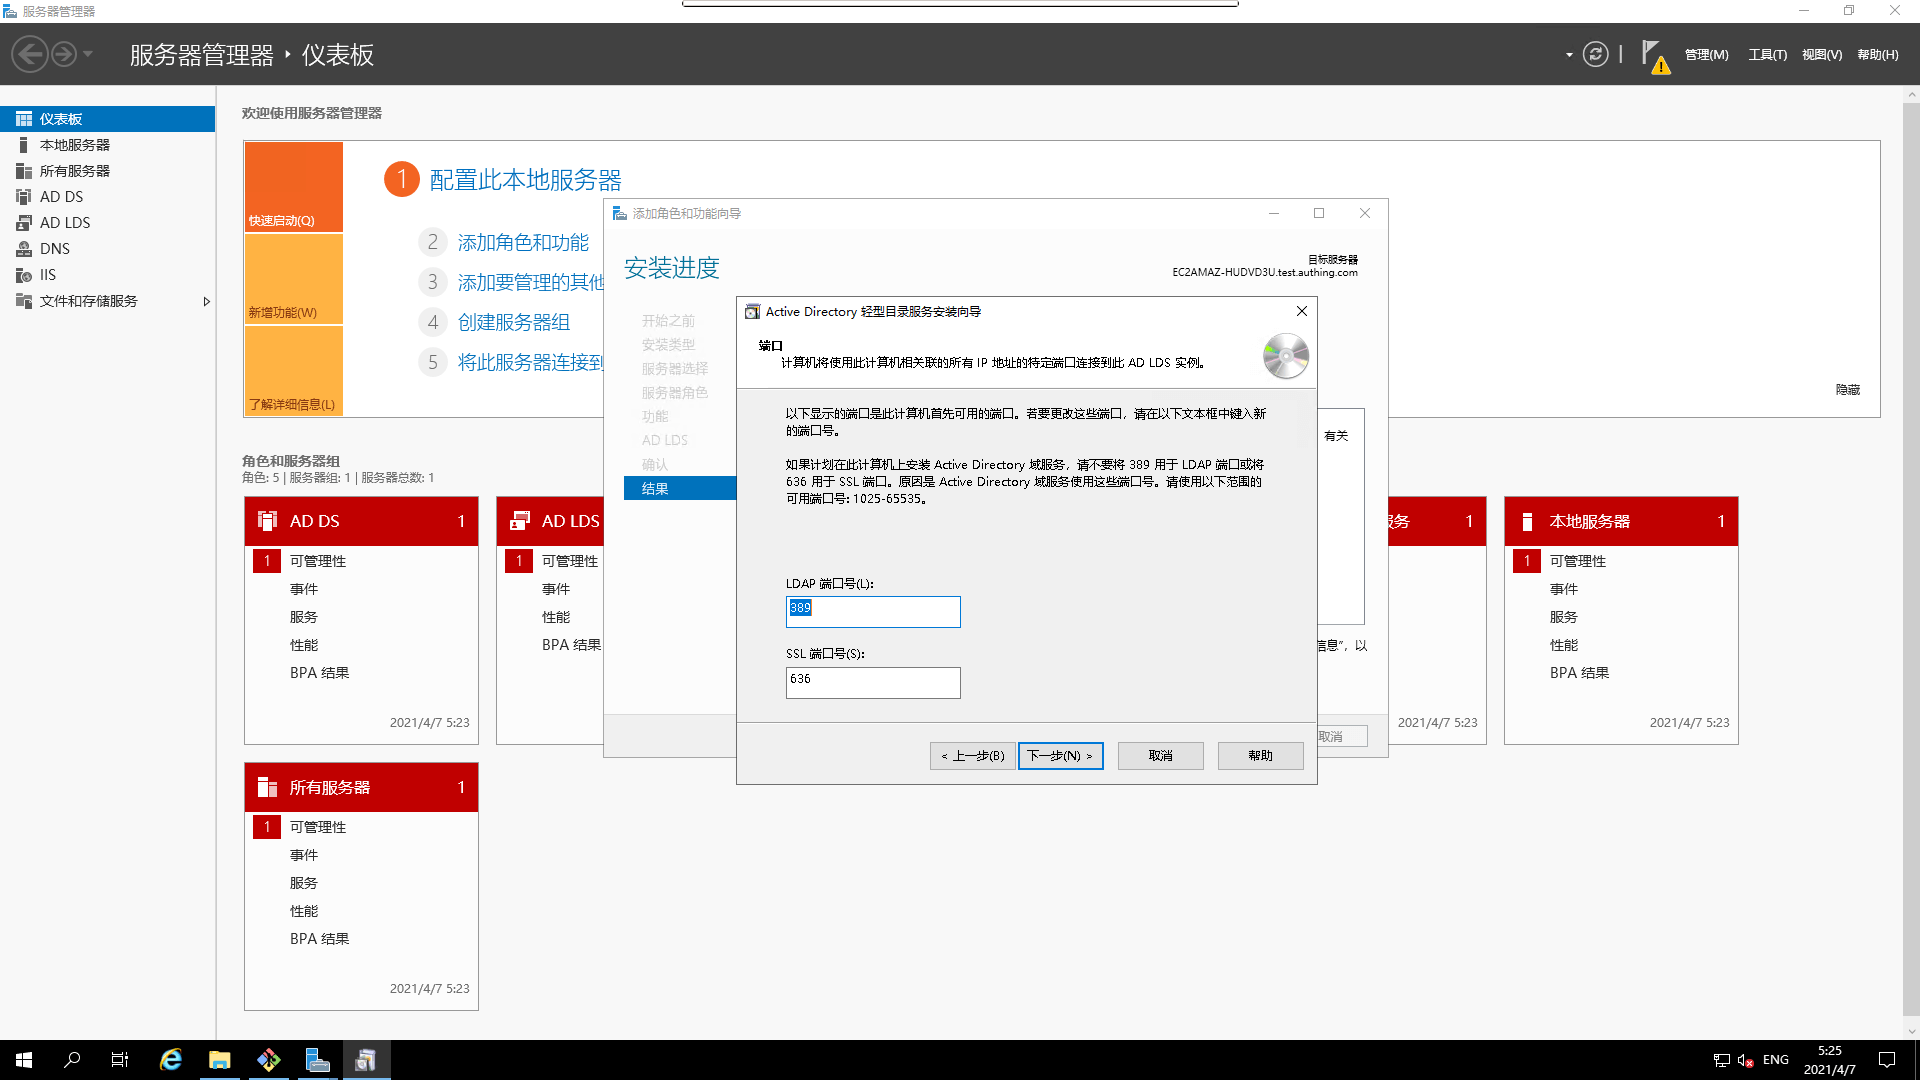 服务器管理器
服务器管理器 ‣ 仪表板
管理(M)
工具(T)
视图(V)
帮助(H)
仪表板
本地服务器
所有服务器
AD DS
AD LDS
DNS
IIS
文件和存储服务
欢迎使用服务器管理器
快速启动(Q)
新增功能(W)
了解详细信息(L)
1 配置此本地服务器
2 添加角色和功能
3 添加要管理的其他
4 创建服务器组
5 将此服务器连接到
隐藏
角色和服务器组
角色: 5 | 服务器组: 1 | 服务器总数: 1
AD DS 1
1 可管理性
事件
服务
性能
BPA 结果
2021/4/7 5:23
AD LDS
1 可管理性
事件
性能
BPA 结果
服务 1
2021/4/7 5:23
本地服务器 1
1 可管理性
事件
服务
性能
BPA 结果
2021/4/7 5:23
所有服务器 1
1 可管理性
事件
服务
性能
BPA 结果
2021/4/7 5:23
添加角色和功能向导
安装进度
目标服务器
EC2AMAZ-HUDVD3U.test.authing.com
开始之前
安装类型
服务器选择
服务器角色
功能
AD LDS
确认
结果
有关
信息”，以
取消
Active Directory 轻型目录服务安装向导
端口
计算机将使用此计算机相关联的所有 IP 地址的特定端口连接到此 AD LDS 实例。
以下显示的端口是此计算机首先可用的端口。若要更改这些端口，请在以下文本框中键入新
的端口号。
如果计划在此计算机上安装 Active Directory 域服务，请不要将 389 用于 LDAP 端口或将
636 用于 SSL 端口。原因是 Active Directory 域服务使用这些端口号。请使用以下范围的
可用端口号: 1025-65535。
LDAP 端口号(L):
389
SSL 端口号(S):
636
< 上一步(B)
下一步(N) >
取消
帮助
ENG
5:25
2021/4/7